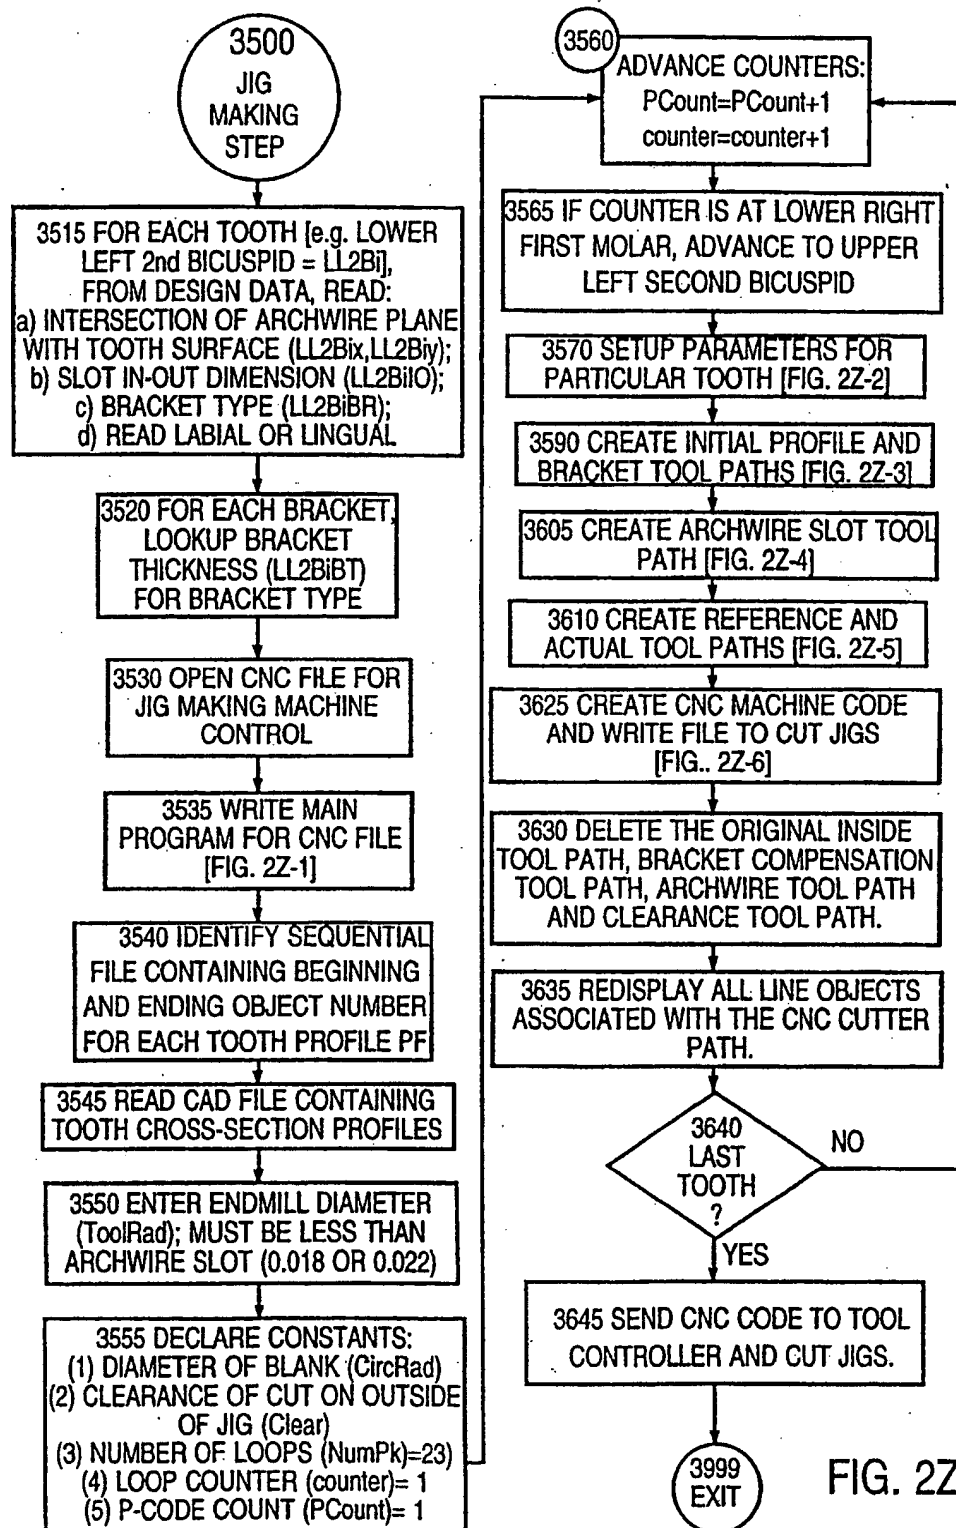 3500
JIG
MAKING
STEP
3515 FOR EACH TOOTH [e.g. LOWER
LEFT 2nd BICUSPID = LL2Bi],
FROM DESIGN DATA, READ:
a) INTERSECTION OF ARCHWIRE PLANE
WITH TOOTH SURFACE (LL2Bix,LL2Biy);
b) SLOT IN-OUT DIMENSION (LL2BiIO);
c) BRACKET TYPE (LL2BiBR);
d) READ LABIAL OR LINGUAL
3520 FOR EACH BRACKET,
LOOKUP BRACKET
THICKNESS (LL2BiBT)
FOR BRACKET TYPE
3530 OPEN CNC FILE FOR
JIG MAKING MACHINE
CONTROL
3535 WRITE MAIN
PROGRAM FOR CNC FILE
[FIG. 2Z-1]
3540 IDENTIFY SEQUENTIAL
FILE CONTAINING BEGINNING
AND ENDING OBJECT NUMBER
FOR EACH TOOTH PROFILE PF
3545 READ CAD FILE CONTAINING
TOOTH CROSS-SECTION PROFILES
3550 ENTER ENDMILL DIAMETER
(ToolRad); MUST BE LESS THAN
ARCHWIRE SLOT (0.018 OR 0.022)
3555 DECLARE CONSTANTS:
(1) DIAMETER OF BLANK (CircRad)
(2) CLEARANCE OF CUT ON OUTSIDE
OF JIG (Clear)
(3) NUMBER OF LOOPS (NumPk)=23)
(4) LOOP COUNTER (counter)= 1
(5) P-CODE COUNT (PCount)= 1
3560
ADVANCE COUNTERS:
PCount=PCount+1
counter=counter+1
3565 IF COUNTER IS AT LOWER RIGHT
FIRST MOLAR, ADVANCE TO UPPER
LEFT SECOND BICUSPID
3570 SETUP PARAMETERS FOR
PARTICULAR TOOTH [FIG. 2Z-2]
3590 CREATE INITIAL PROFILE AND
BRACKET TOOL PATHS [FIG. 2Z-3]
3605 CREATE ARCHWIRE SLOT TOOL
PATH [FIG. 2Z-4]
3610 CREATE REFERENCE AND
ACTUAL TOOL PATHS [FIG. 2Z-5]
3625 CREATE CNC MACHINE CODE
AND WRITE FILE TO CUT JIGS
[FIG.. 2Z-6]
3630 DELETE THE ORIGINAL INSIDE
TOOL PATH, BRACKET COMPENSATION
TOOL PATH, ARCHWIRE TOOL PATH
AND CLEARANCE TOOL PATH.
3635 REDISPLAY ALL LINE OBJECTS
ASSOCIATED WITH THE CNC CUTTER
PATH.
3640
LAST
TOOTH
?
NO
YES
3645 SEND CNC CODE TO TOOL
CONTROLLER AND CUT JIGS.
3999
EXIT
FIG. 2Z